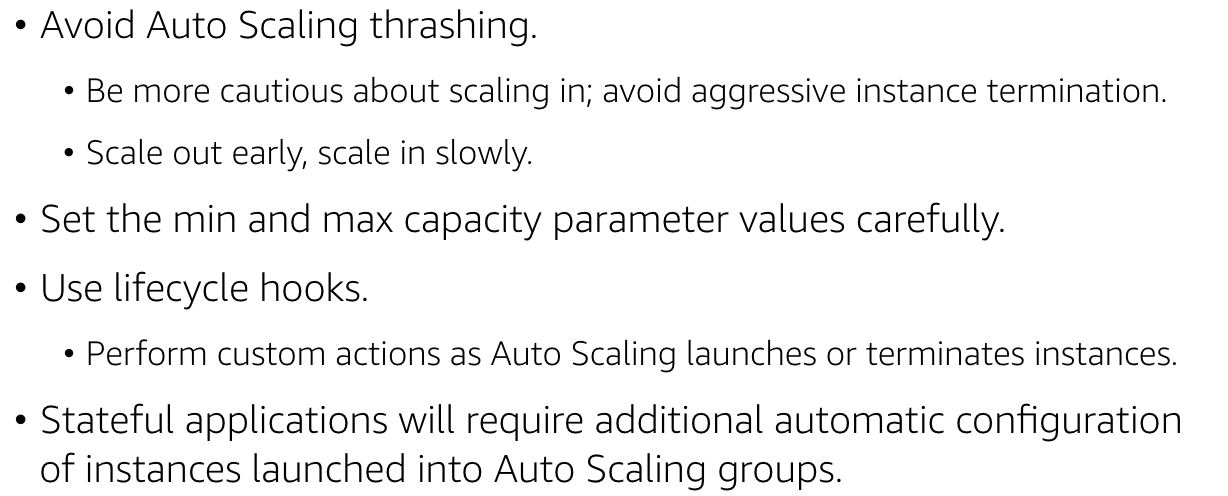 • Avoid Auto Scaling thrashing.
• Be more cautious about scaling in; avoid aggressive instance termination.
• Scale out early, scale in slowly.
• Set the min and max capacity parameter values carefully.
• Use lifecycle hooks.
• Perform custom actions as Auto Scaling launches or terminates instances.
• Stateful applications will require additional automatic configuration
of instances launched into Auto Scaling groups.